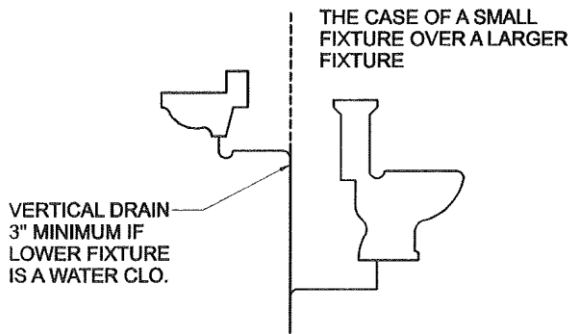 THE CASE OF A SMALL
FIXTURE OVER A LARGER
FIXTURE
VERTICAL DRAIN
3" MINIMUM IF
LOWER FIXTURE
IS A WATER CLO.